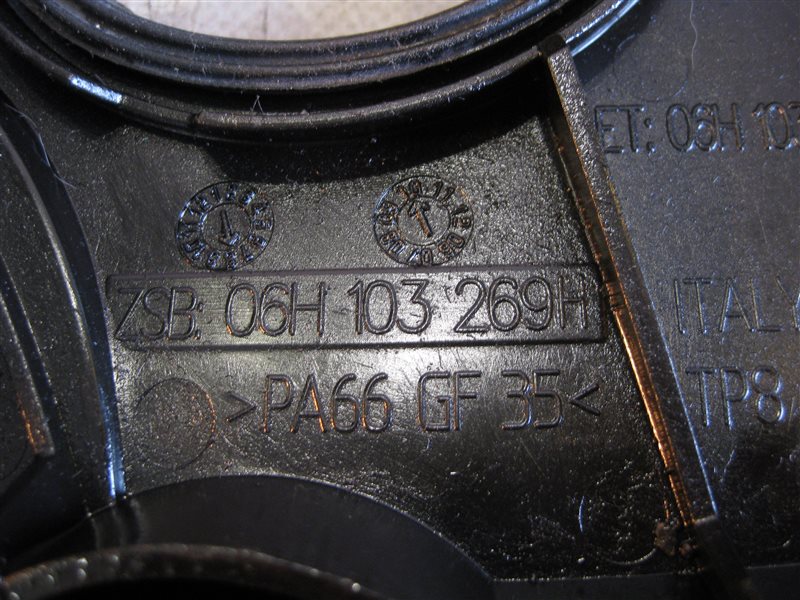 ET: 06H 103
ZSB: 06H 103 269H
ITALY
>PA66 GF 35<
TP8